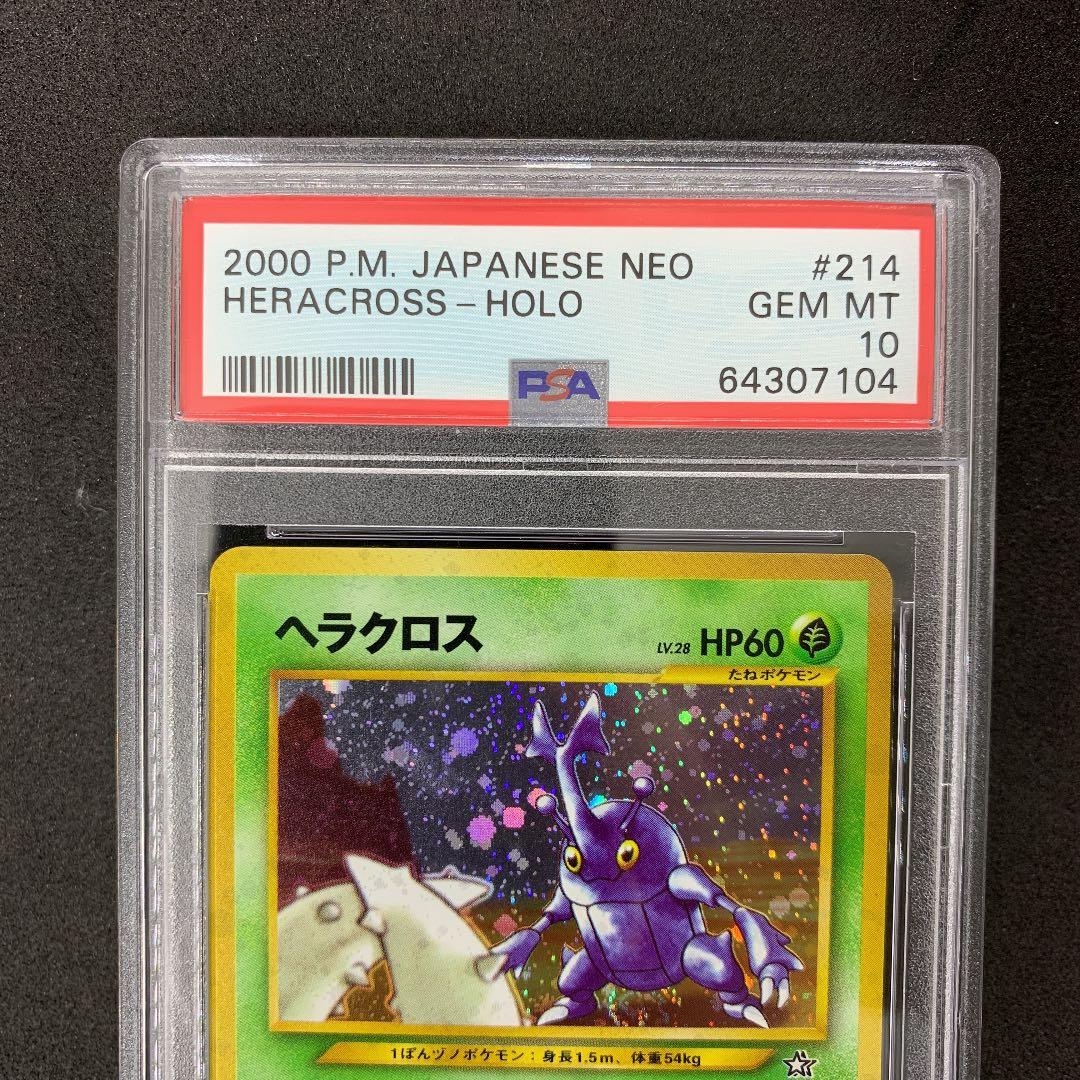 2000 P.M. JAPANESE NEO #214
HERACROSS – HOLO GEM MT
10
PSA 64307104
ヘラクロス LV.28 HP60
たねポケモン
1ぽんヅノポケモン：身長1.5m、体重54kg